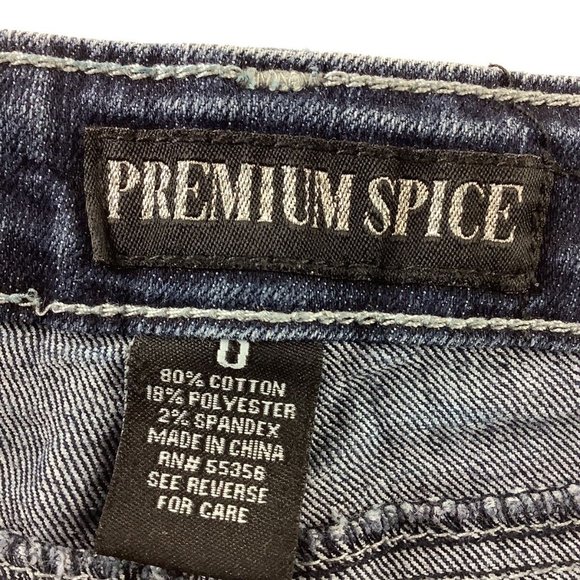 PREMIUM SPICE
0
80% COTTON
18% POLYESTER
2% SPANDEX
MADE IN CHINA
RN# 55356
SEE REVERSE
FOR CARE